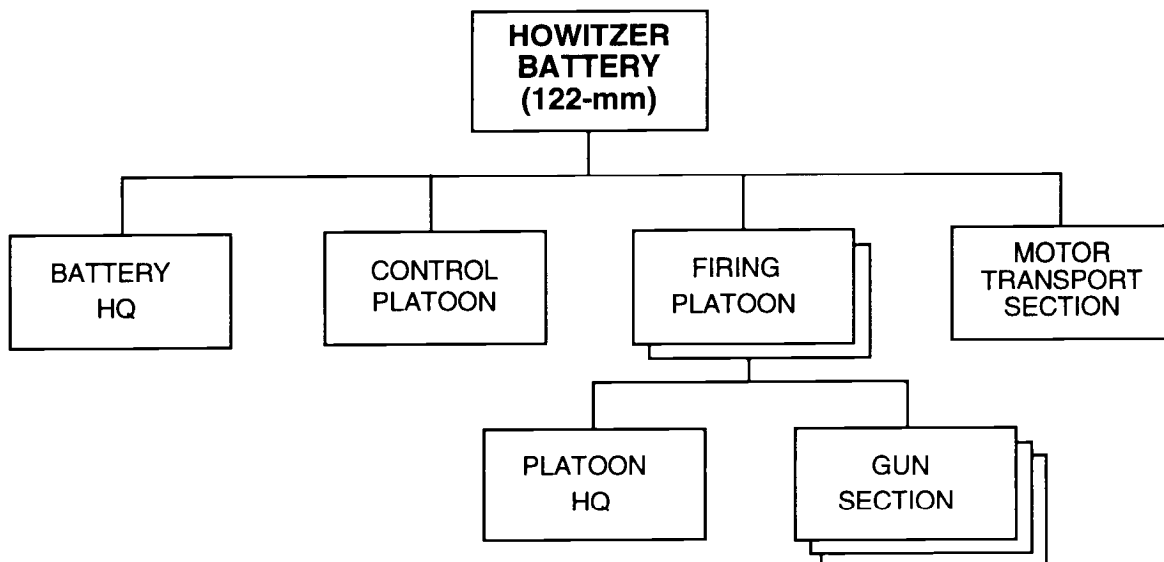 HOWITZER
BATTERY
(122-mm)
BATTERY
HQ
CONTROL
PLATOON
FIRING
PLATOON
MOTOR
TRANSPORT
SECTION
PLATOON
HQ
GUN
SECTION